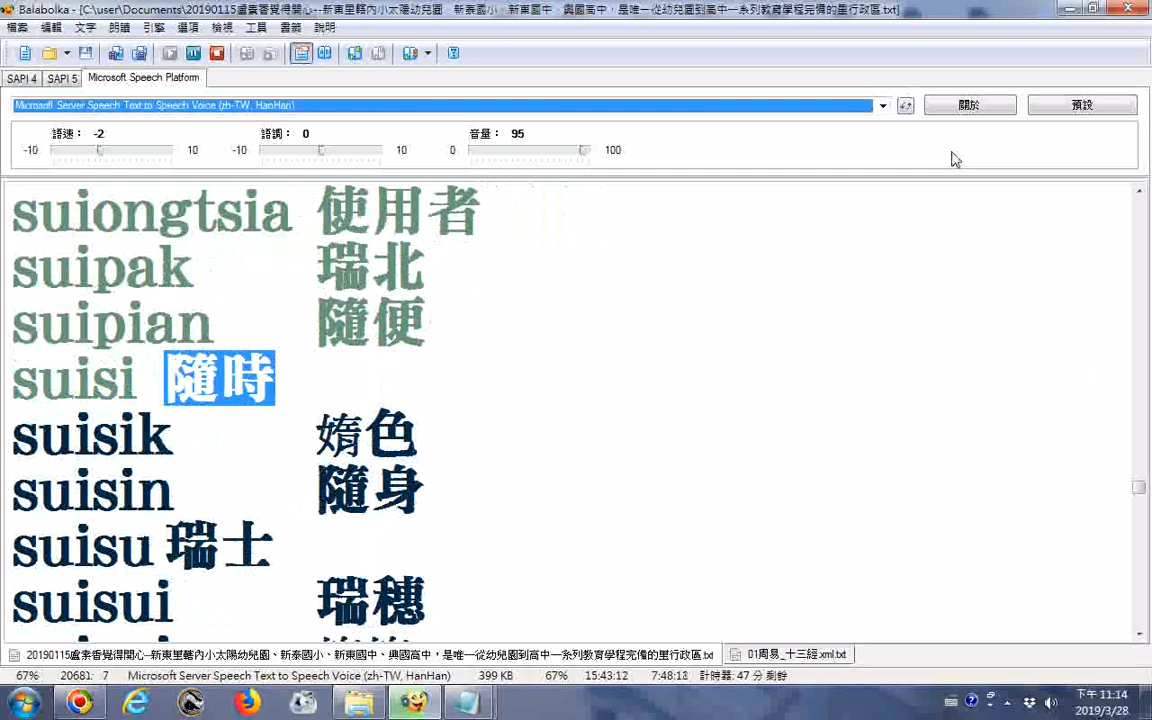 Balabolka - [C:\user\Documents\20190115盧素香覺得開心--新東里轄內小太陽幼兒園、新泰國小、新東國中、興國高中，是唯一從幼兒園到高中一系列教育學程完備的里行政區.txt]
檔案 編輯 文字 朗讀 引擎 選項 檢視 工具 書籤 說明
SAPI 4 SAPI 5 Microsoft Speech Platform
Microsoft Server Speech Text to Speech Voice (zh-TW, HanHan)
關於 預設
語速： -2 語調： 0 音量： 95
-10 10 -10 10 0 100
suiongtsia 使用者
suipak 瑞北
suipian 隨便
suisi 隨時
suisik 媠色
suisin 隨身
suisu 瑞士
suisui 瑞穗
20190115盧素香覺得開心--新東里轄內小太陽幼兒園、新泰國小、新東國中、興國高中，是唯一從幼兒園到高中一系列教育學程完備的里行政區.txt 01周易_十三經.xml.txt
67% 20681: 7 Microsoft Server Speech Text to Speech Voice (zh-TW, HanHan) 399 KB 67% 15:43:12 7:48:18 計時器: 47 分 剩餘
下午 11:14
2019/3/28